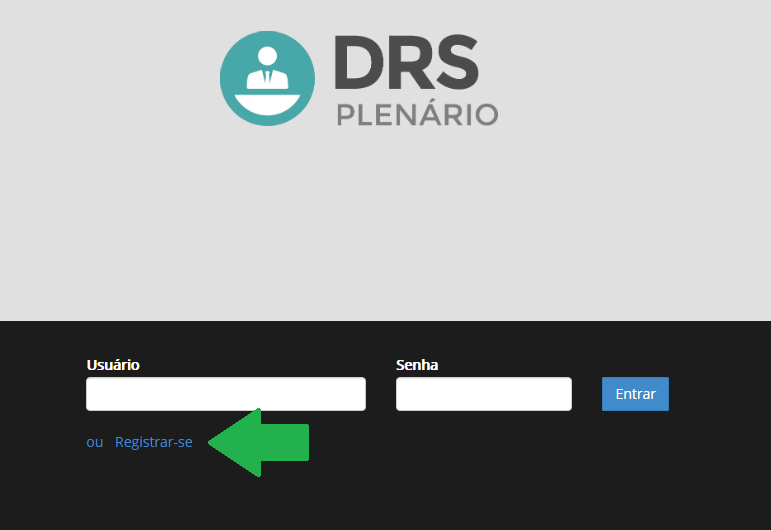 DRS
PLENÁRIO
Usuário
Senha
Entrar
ou Registrar-se